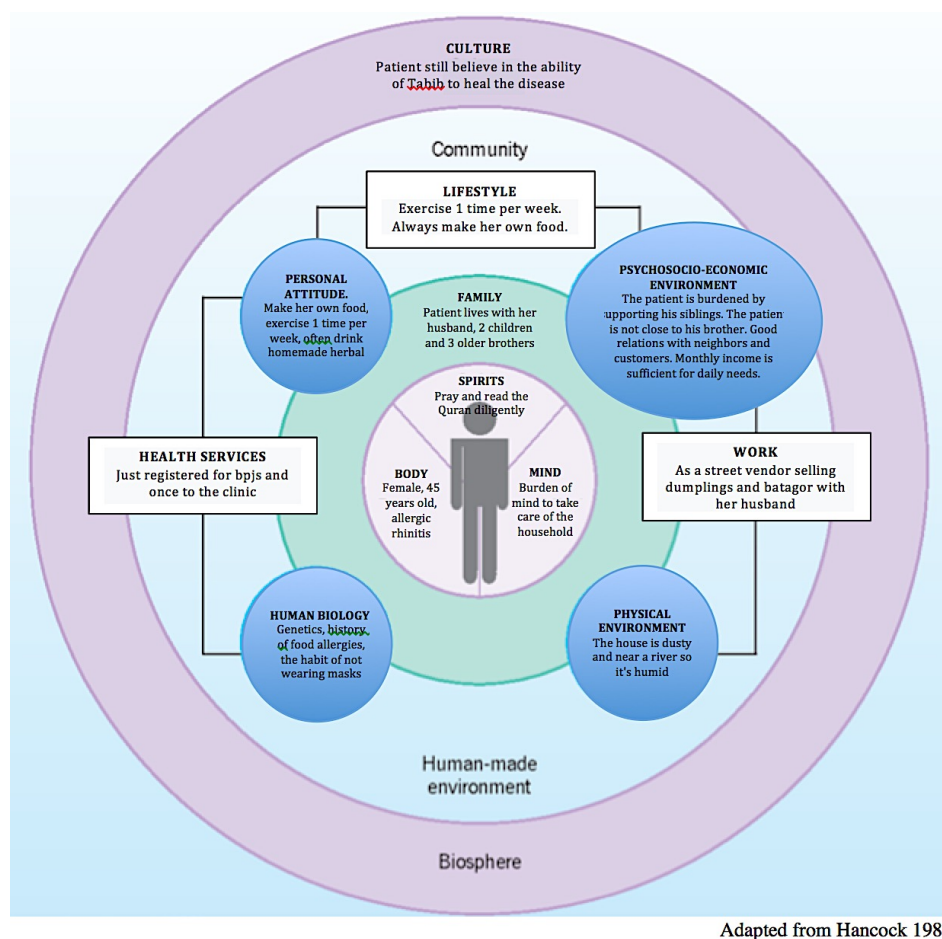 CULTURE
Patient still believe in the ability
of Tabib to heal the disease
Community
LIFESTYLE
Exercise 1 time per week.
Always make her own food.
PERSONAL
ATTITUDE.
Make her own food,
exercise 1 time per
week, often drink
homemade herbal
FAMILY
Patient lives with her
husband, 2 children
and 3 older brothers
PSYCHOSOCIO-ECONOMIC
ENVIRONMENT
The patient is burdened by
upporting his siblings. The patien
is not close to his brother. Good
relations with neighbors and
customers. Monthly income is
sufficient for daily needs.
SPIRITS
Pray and read the
Quran diligently
HEALTH SERVICES
Just registered for bpjs and
once to the clinic
BODY
Female, 45
years old,
allergic
rhinitis
MIND
Burden of
mind to take
care of the
household
WORK
As a street vendor selling
dumplings and batagor with
her husband
HUMAN BIOLOGY
Genetics, history
of food allergies,
the habit of not
wearing masks
PHYSICAL
ENVIRONMENT
The house is dusty
and near a river so
it's humid
Human-made
environment
Biosphere
Adapted from Hancock 198